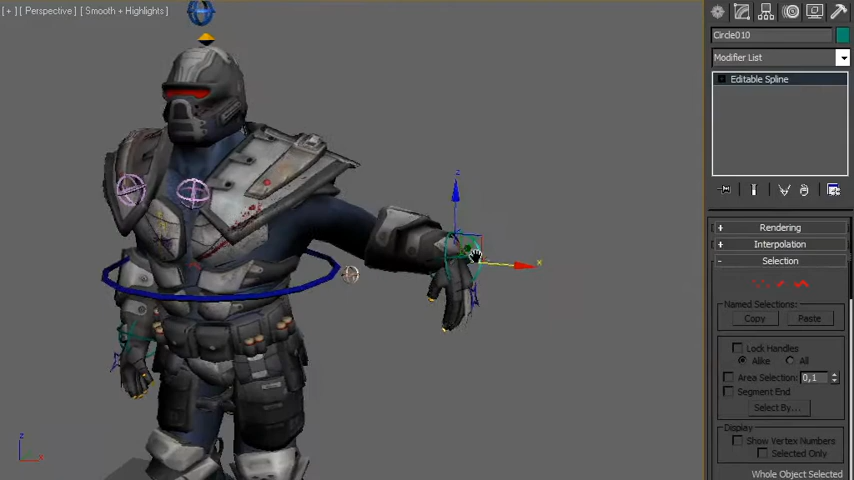 [ + ] [ Perspective ] [ Smooth + Highlights ]
Circle010
Modifier List
Editable Spline
+ Rendering
+ Interpolation
- Selection
Named Selections:
Copy Paste
Lock Handles
Alike All
Area Selection: 0,1
Segment End
Select By...
Display
Show Vertex Numbers
Selected Only
Whole Object Selected
z
x
z
x